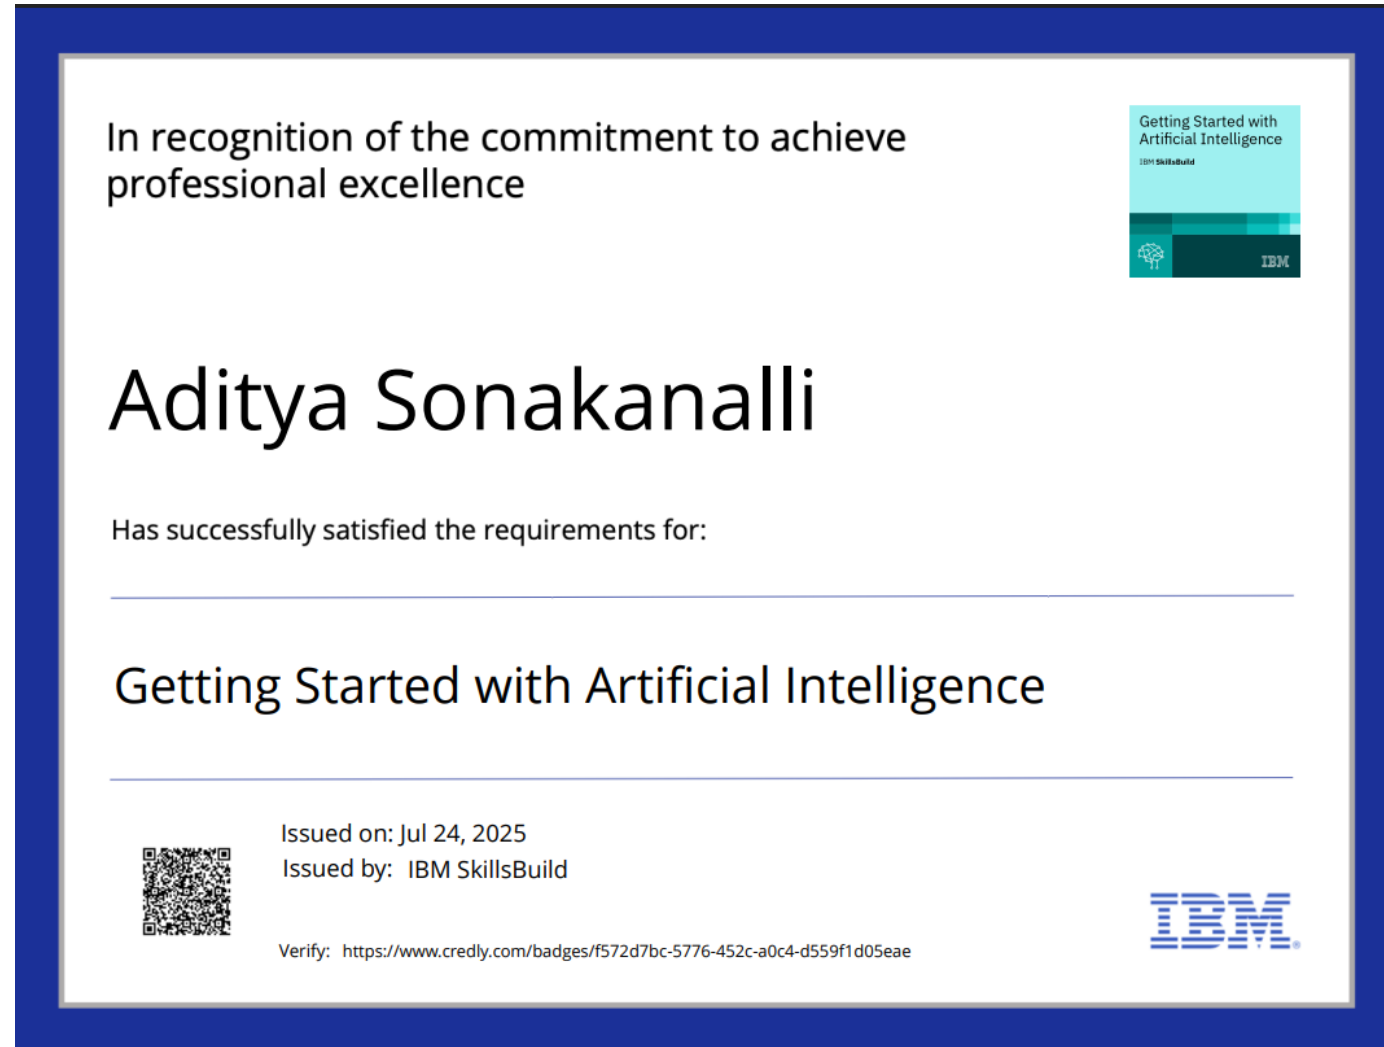 In recognition of the commitment to achieve
professional excellence
Getting Started with
Artificial Intelligence
IBM SkillsBuild
IBM
Aditya Sonakanalli
Has successfully satisfied the requirements for:
Getting Started with Artificial Intelligence
Issued on: Jul 24, 2025
Issued by: IBM SkillsBuild
Verify: https://www.credly.com/badges/f572d7bc-5776-452c-a0c4-d559f1d05eae
IBM®